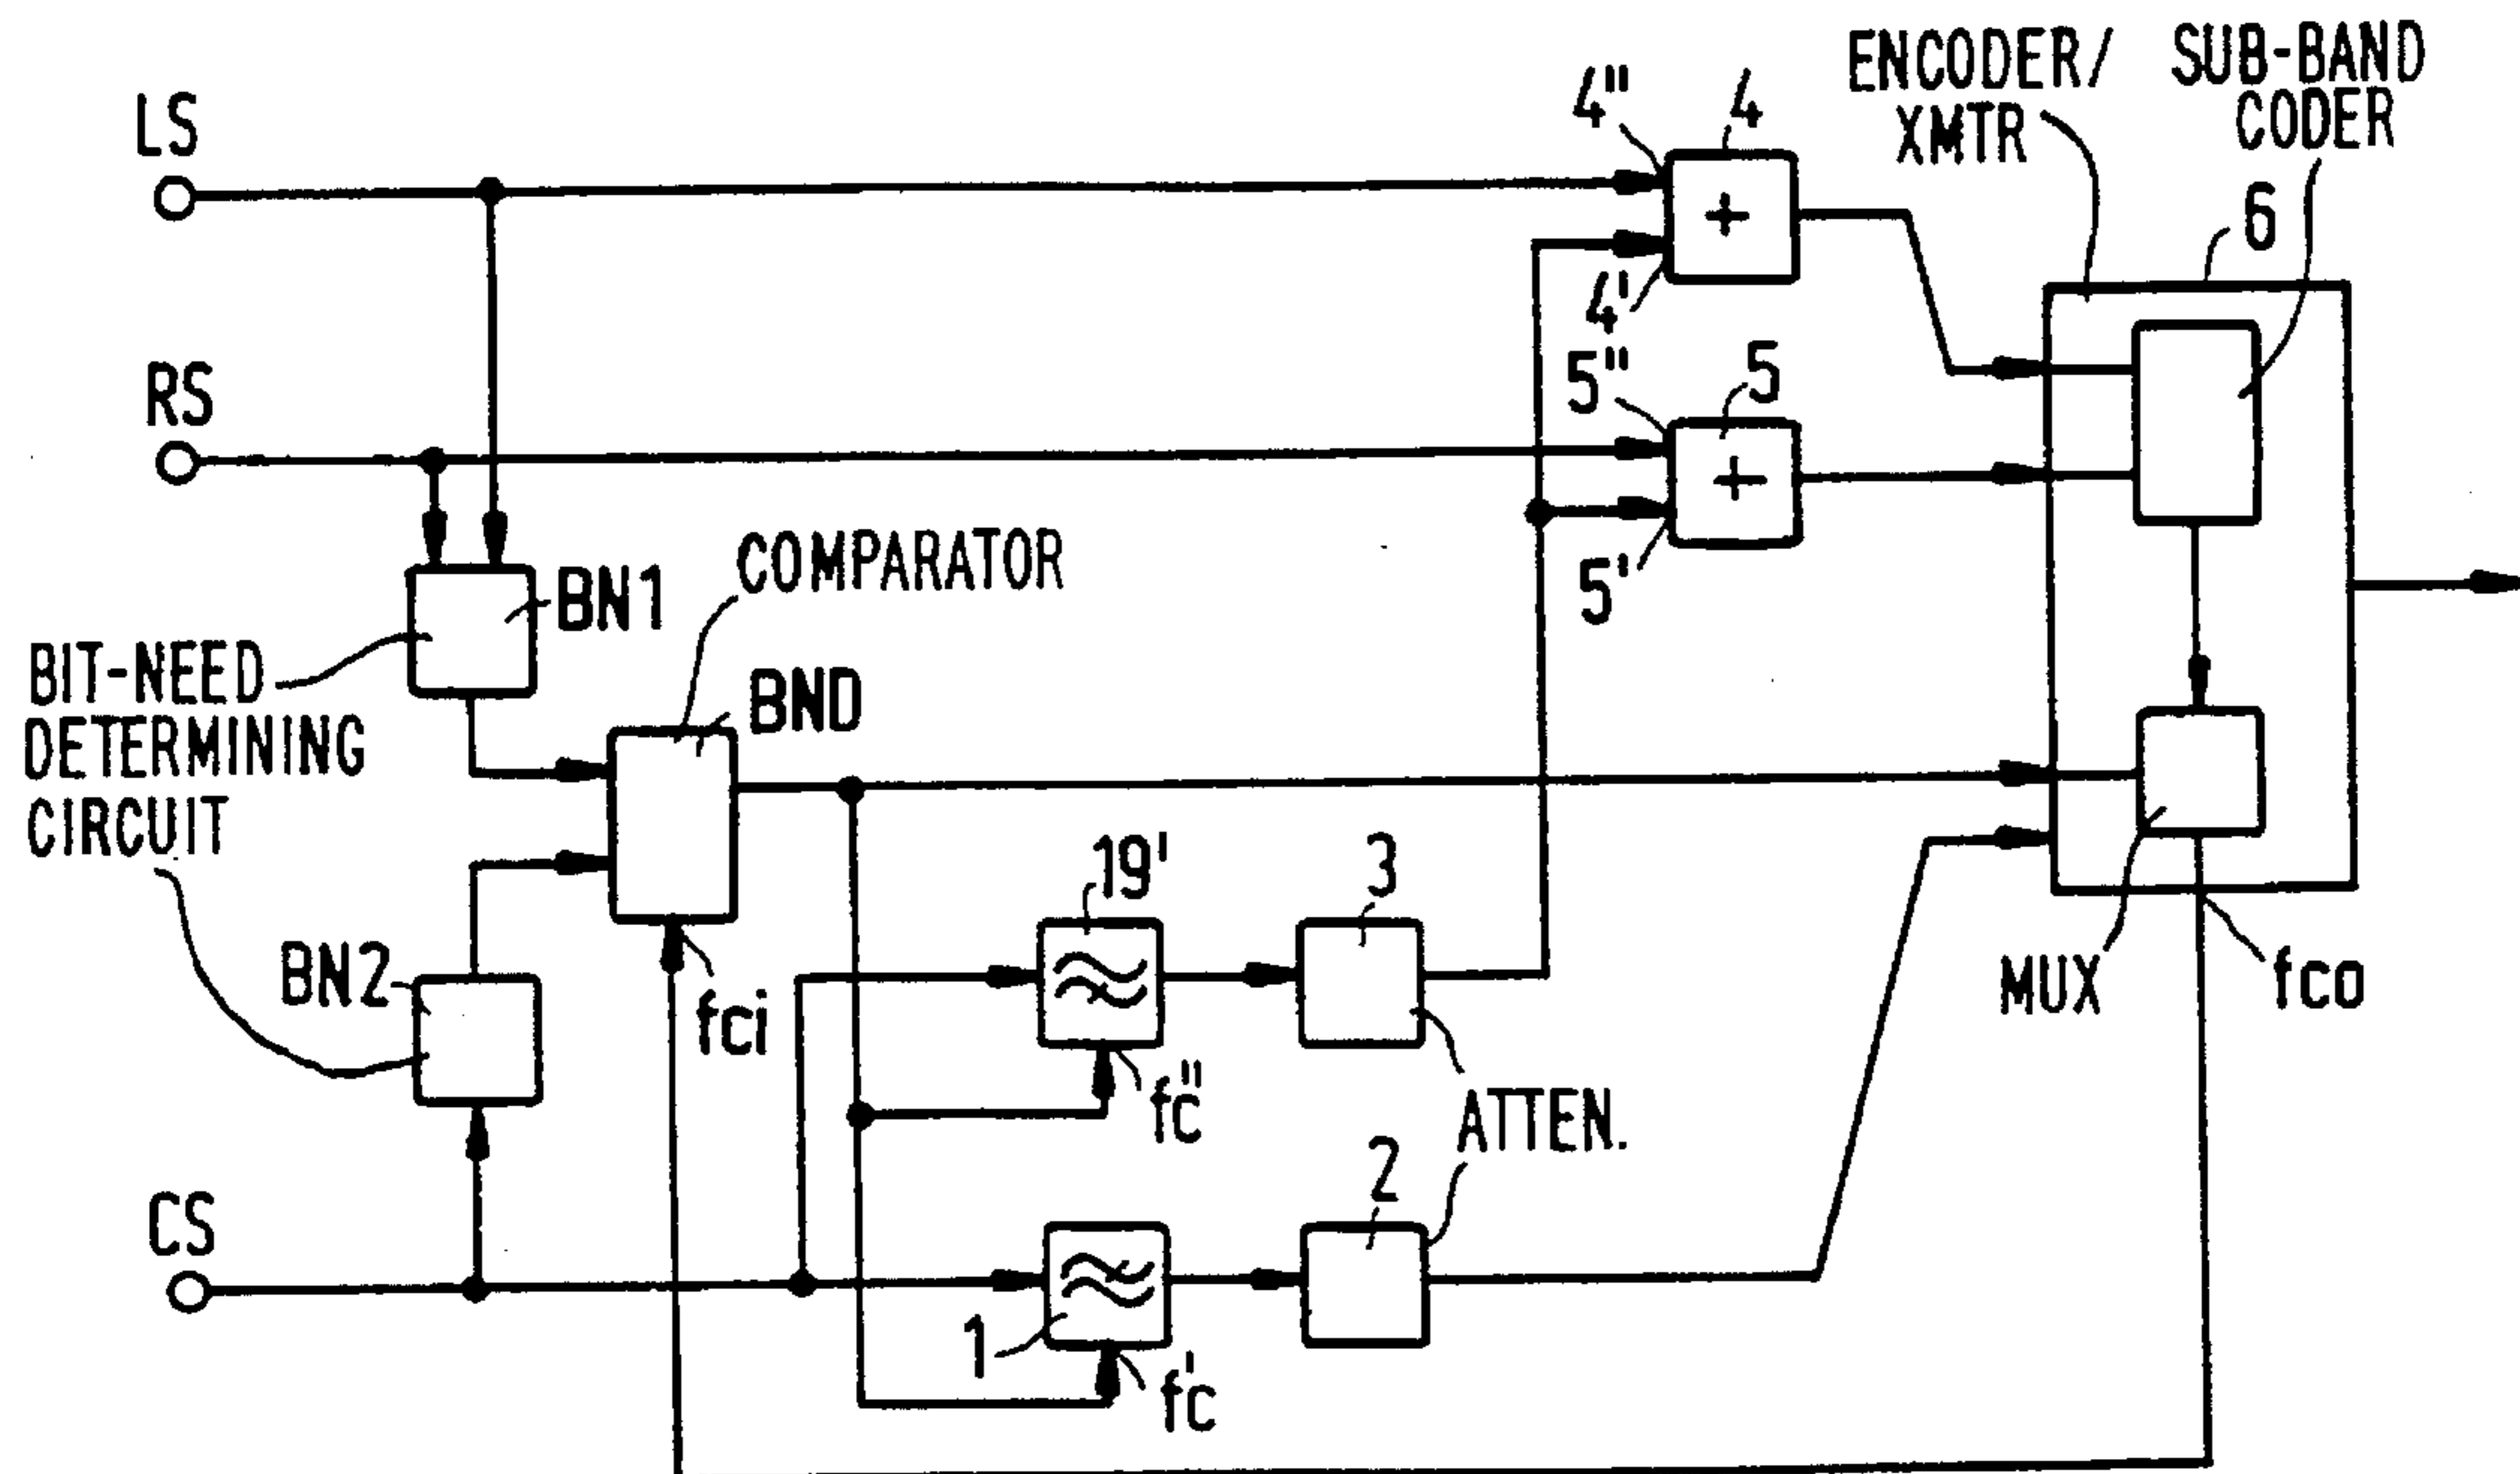 ENCODER/
XMTR
SUB-BAND
CODER
LS
4"
4
6
4'
RS
5"
5
5'
COMPARATOR
BN1
BIT-NEED
DETERMINING
CIRCUIT
BND
19'
3
BN2
fci
MUX
fco
fc"
ATTEN.
2
CS
1
fc'
+
+